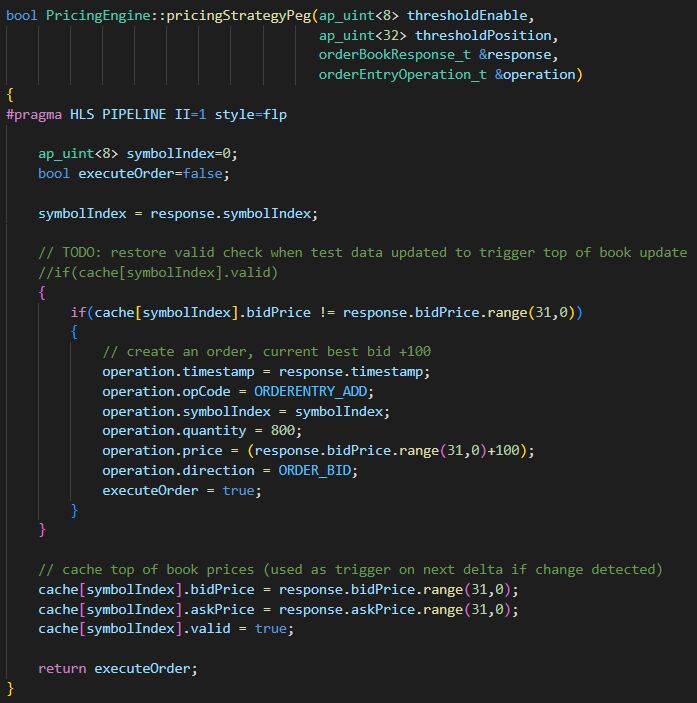 bool PricingEngine::pricingStrategyPeg(ap_uint<8> thresholdEnable,
                                       ap_uint<32> thresholdPosition,
                                       orderBookResponse_t &response,
                                       orderEntryOperation_t &operation)
{
#pragma HLS PIPELINE II=1 style=flp

    ap_uint<8> symbolIndex=0;
    bool executeOrder=false;

    symbolIndex = response.symbolIndex;

    // TODO: restore valid check when test data updated to trigger top of book update
    //if(cache[symbolIndex].valid)
    {
        if(cache[symbolIndex].bidPrice != response.bidPrice.range(31,0))
        {
            // create an order, current best bid +100
            operation.timestamp = response.timestamp;
            operation.opCode = ORDERENTRY_ADD;
            operation.symbolIndex = symbolIndex;
            operation.quantity = 800;
            operation.price = (response.bidPrice.range(31,0)+100);
            operation.direction = ORDER_BID;
            executeOrder = true;
        }
    }

    // cache top of book prices (used as trigger on next delta if change detected)
    cache[symbolIndex].bidPrice = response.bidPrice.range(31,0);
    cache[symbolIndex].askPrice = response.askPrice.range(31,0);
    cache[symbolIndex].valid = true;

    return executeOrder;
}